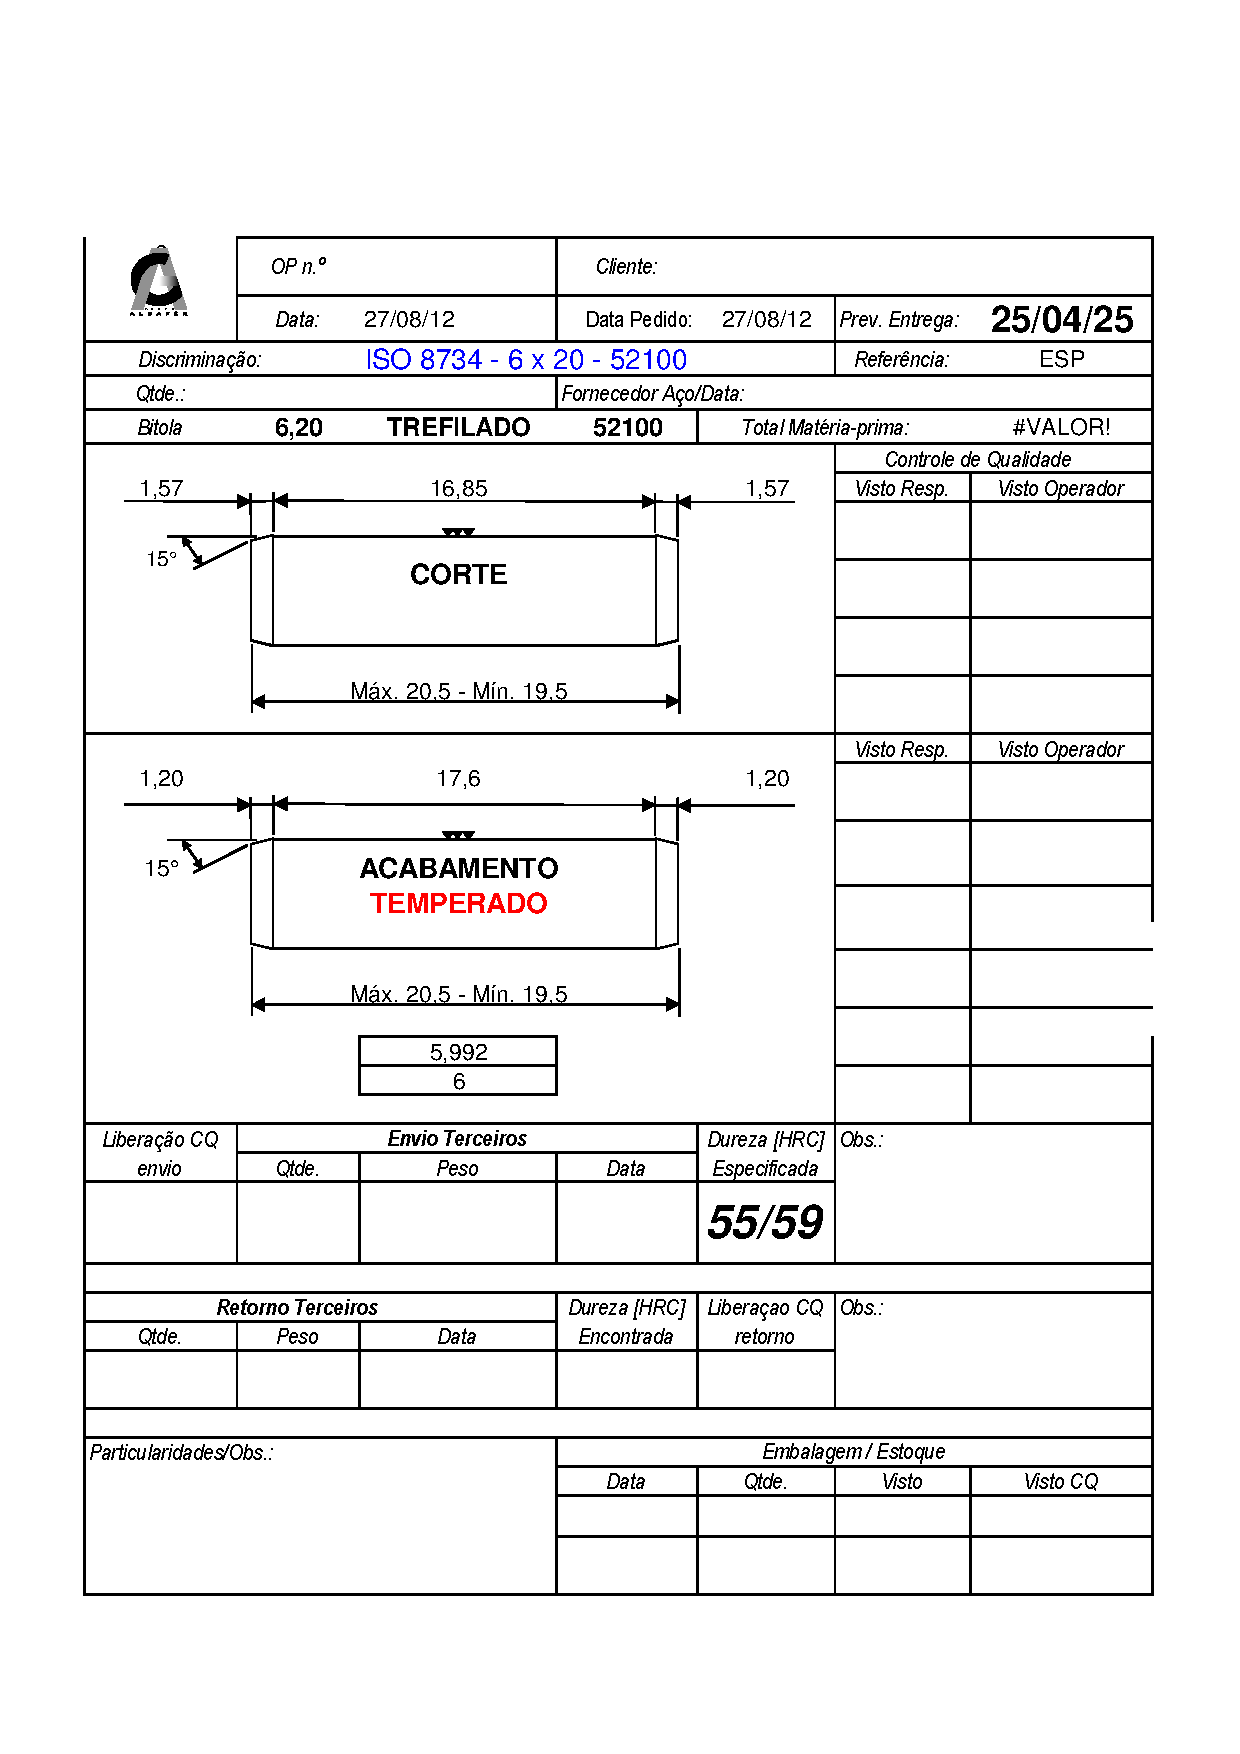 OP n.º Cliente:
ALBAFER
Data: 27/08/12 Data Pedido: 27/08/12 Prev. Entrega: 25/04/25
Discriminação: ISO 8734 - 6 x 20 - 52100 Referência: ESP
Qtde.: Fornecedor Aço/Data:
Bitola 6,20 TREFILADO 52100 Total Matéria-prima: #VALOR!
Controle de Qualidade
1,57 16,85 1,57 Visto Resp. Visto Operador
15°
CORTE
Máx. 20,5 - Mín. 19,5
Visto Resp. Visto Operador
1,20 17,6 1,20
15° ACABAMENTO
TEMPERADO
Máx. 20,5 - Mín. 19,5
5,992
6
Liberação CQ Envio Terceiros Dureza [HRC] Obs.:
envio Qtde. Peso Data Especificada
55/59
Retorno Terceiros Dureza [HRC] Liberaçao CQ Obs.:
Qtde. Peso Data Encontrada retorno
Particularidades/Obs.: Embalagem / Estoque
Data Qtde. Visto Visto CQ